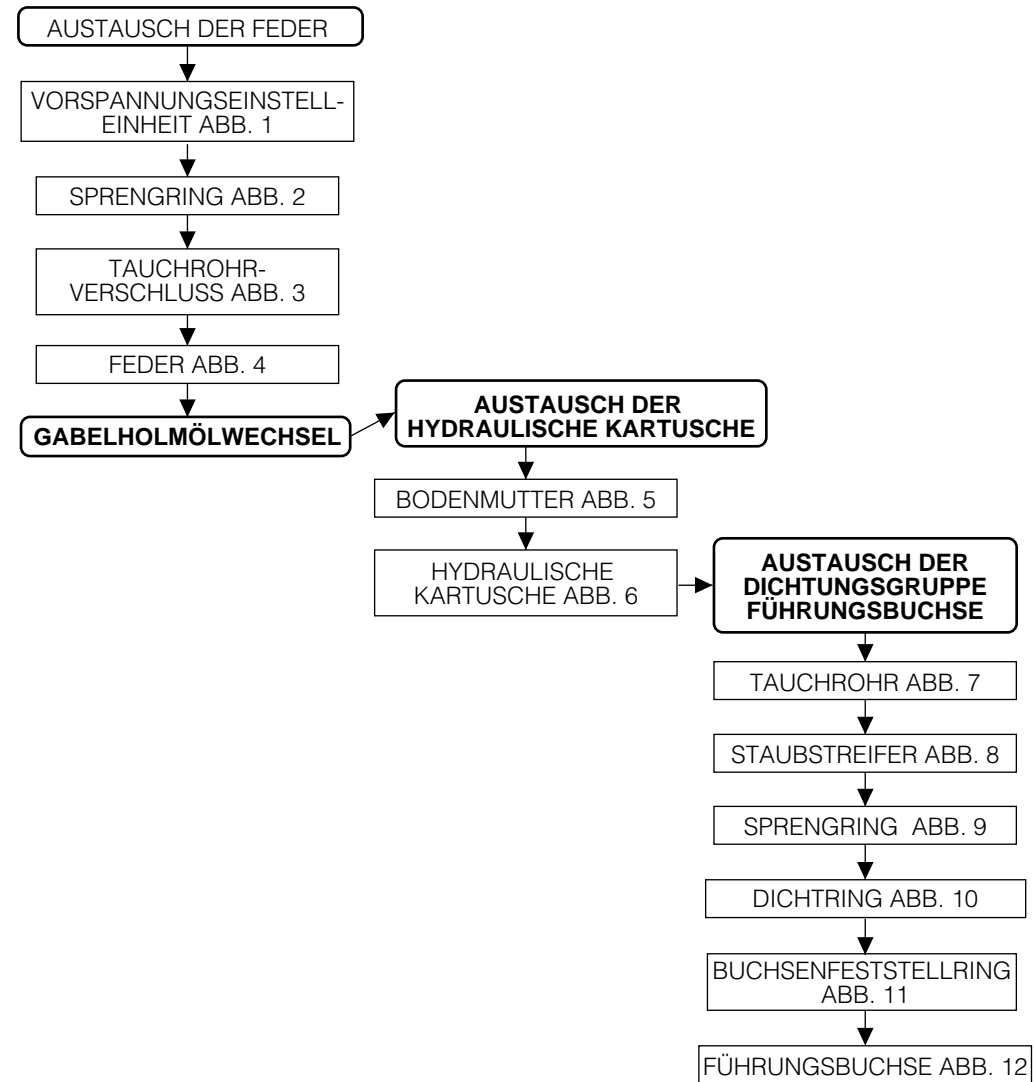 AUSTAUSCH DER FEDER
VORSPANNUNGSEINSTELL-
EINHEIT ABB. 1
SPRENGRING ABB. 2
TAUCHROHR-
VERSCHLUSS ABB. 3
FEDER ABB. 4
GABELHOLMÖLWECHSEL
AUSTAUSCH DER
HYDRAULISCHE KARTUSCHE
BODENMUTTER ABB. 5
HYDRAULISCHE
KARTUSCHE ABB. 6
AUSTAUSCH DER
DICHTUNGSGRUPPE
FÜHRUNGSBUCHSE
TAUCHROHR ABB. 7
STAUBSTREIFER ABB. 8
SPRENGRING ABB. 9
DICHTRING ABB. 10
BUCHSENFESTSTELLRING
ABB. 11
FÜHRUNGSBUCHSE ABB. 12